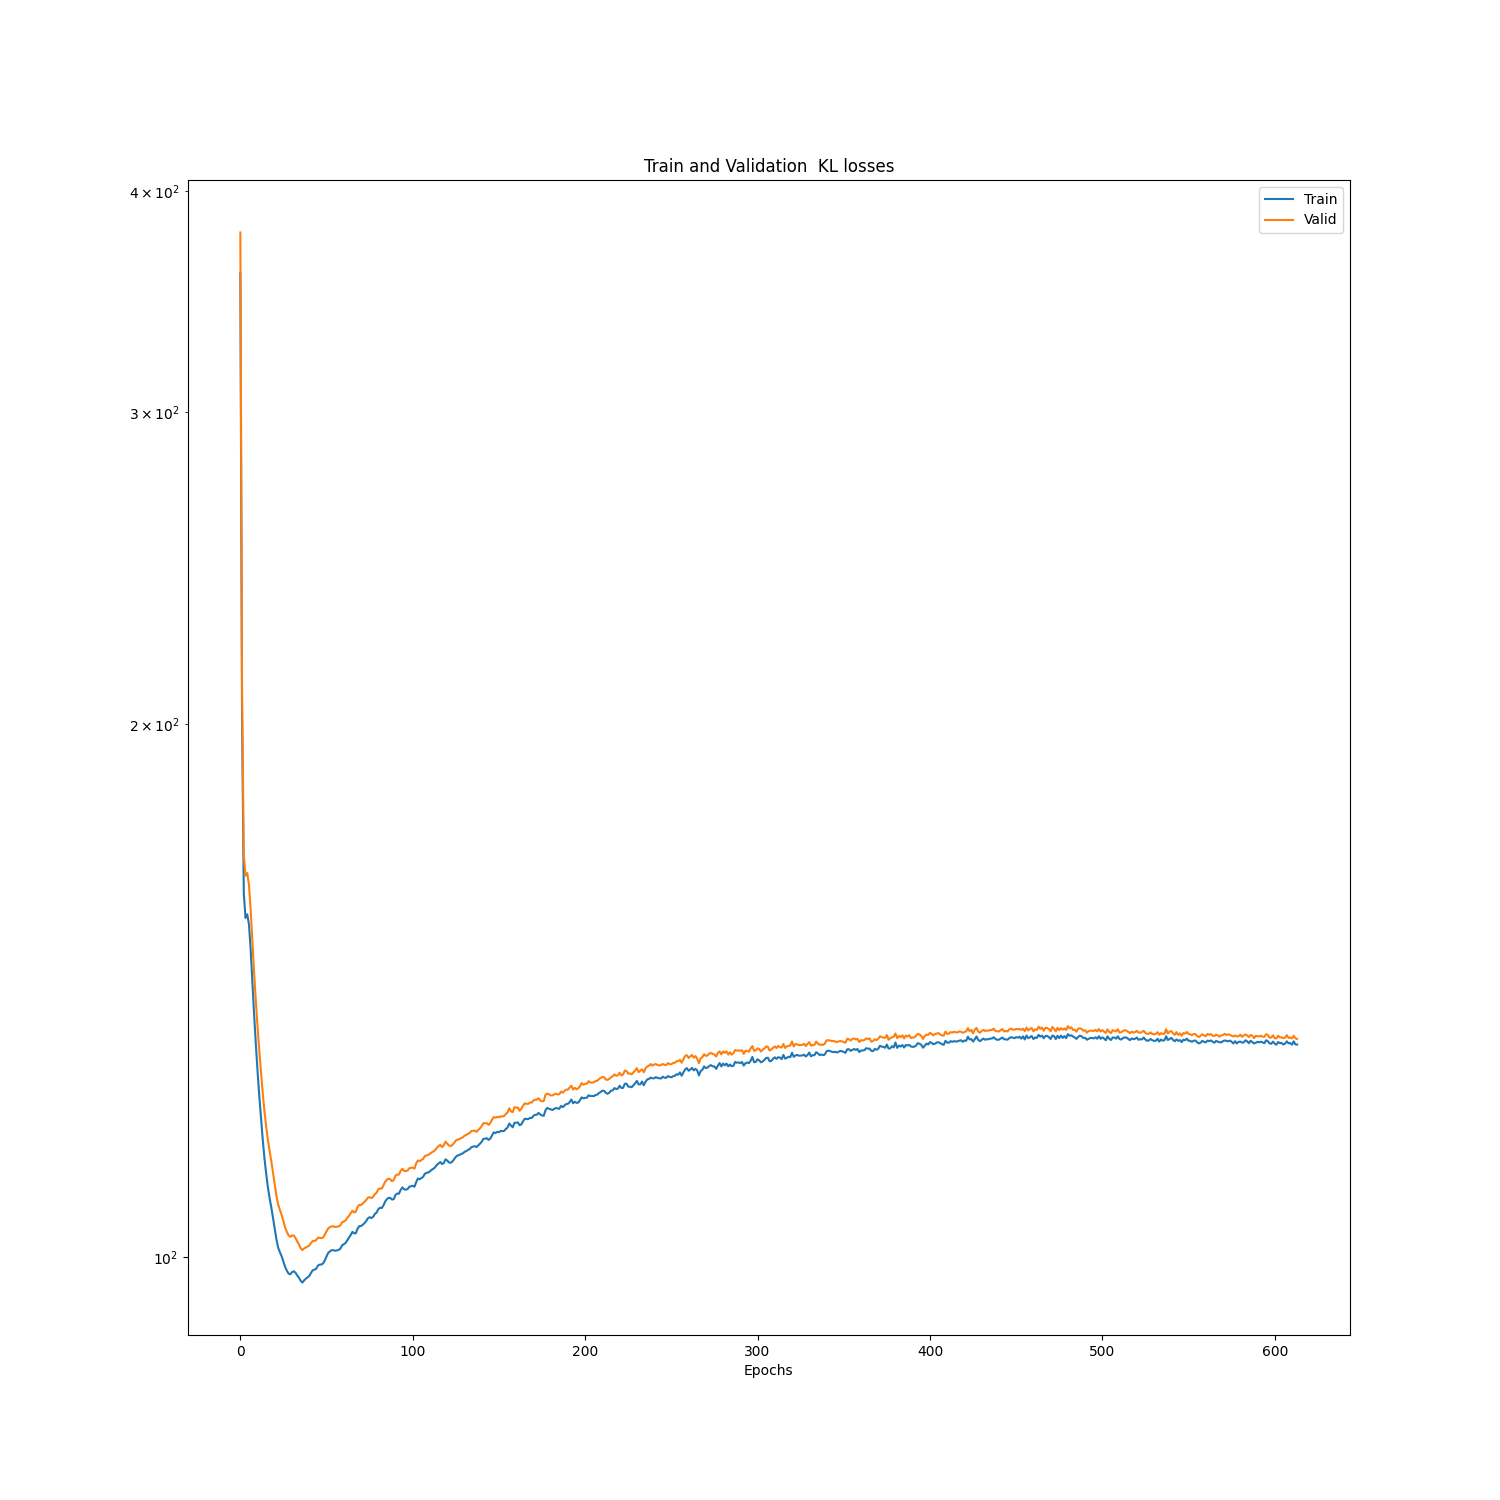 Train and Validation  KL losses
Train
Valid
4 × 10²
3 × 10²
2 × 10²
10²
0 100 200 300 400 500 600
Epochs